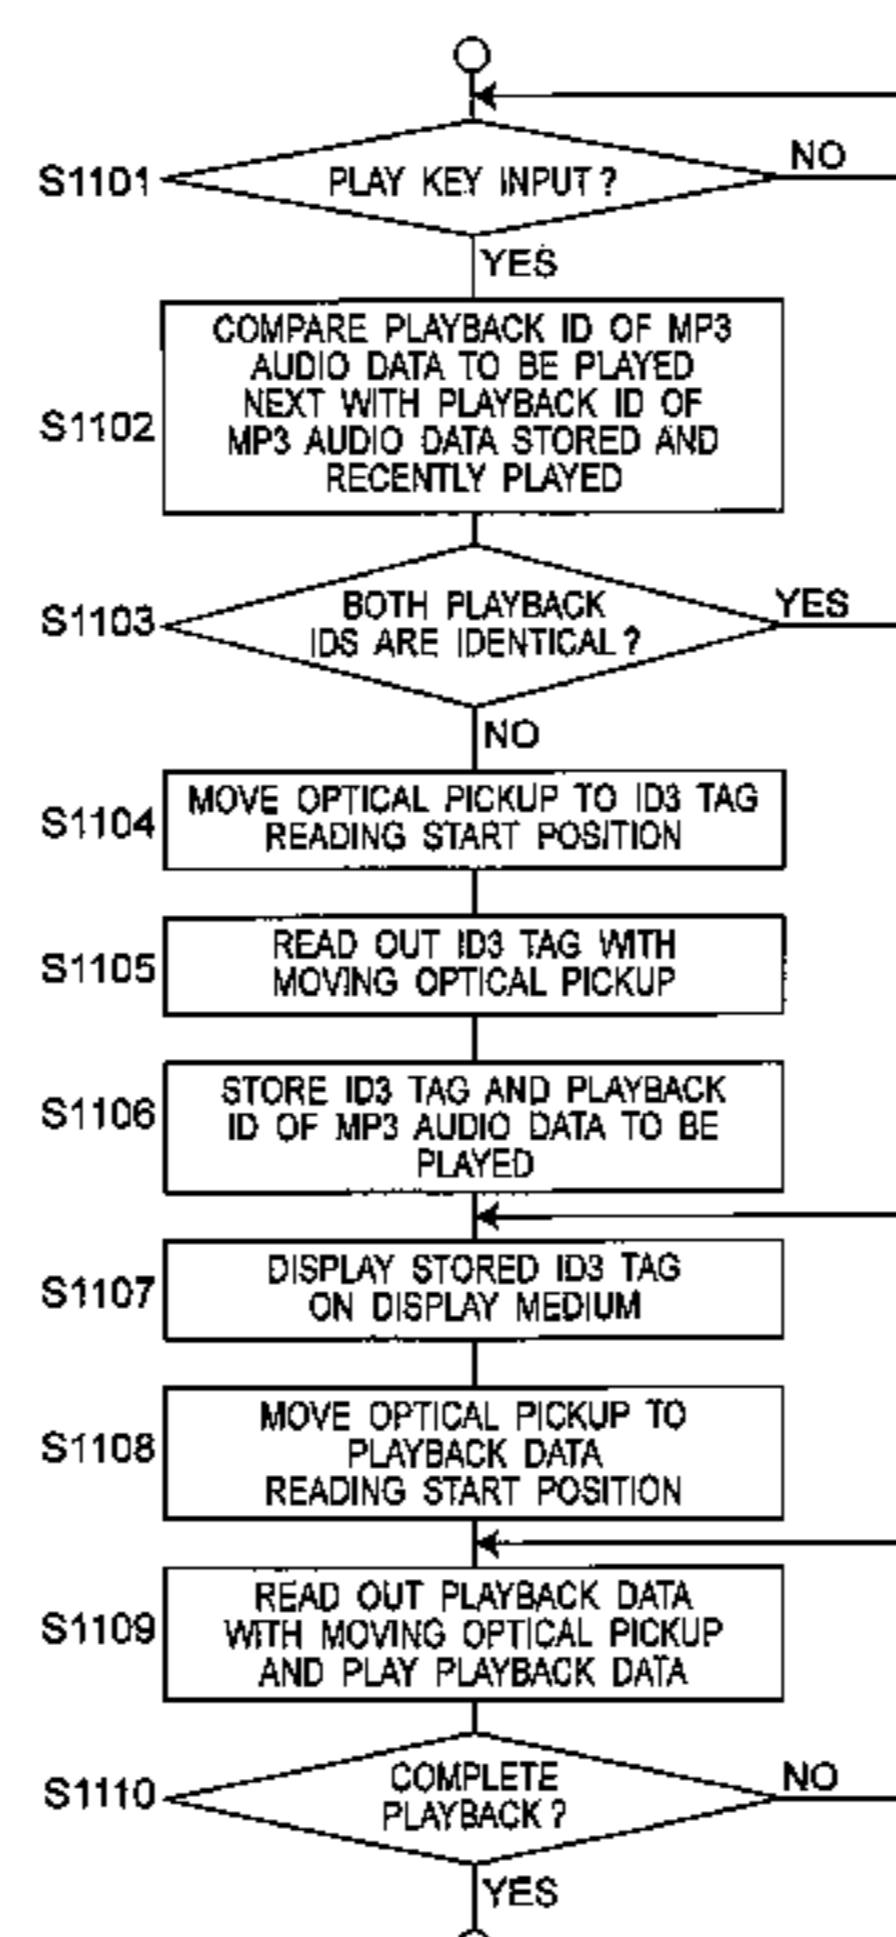 S1101
PLAY KEY INPUT?
NO
YES
S1102
COMPARE PLAYBACK ID OF MP3
AUDIO DATA TO BE PLAYED
NEXT WITH PLAYBACK ID OF
MP3 AUDIO DATA STORED AND
RECENTLY PLAYED
S1103
BOTH PLAYBACK
IDS ARE IDENTICAL?
YES
NO
S1104
MOVE OPTICAL PICKUP TO ID3 TAG
READING START POSITION
S1105
READ OUT ID3 TAG WITH
MOVING OPTICAL PICKUP
S1106
STORE ID3 TAG AND PLAYBACK
ID OF MP3 AUDIO DATA TO BE
PLAYED
S1107
DISPLAY STORED ID3 TAG
ON DISPLAY MEDIUM
S1108
MOVE OPTICAL PICKUP TO
PLAYBACK DATA
READING START POSITION
S1109
READ OUT PLAYBACK DATA
WITH MOVING OPTICAL PICKUP
AND PLAY PLAYBACK DATA
S1110
COMPLETE
PLAYBACK?
NO
YES